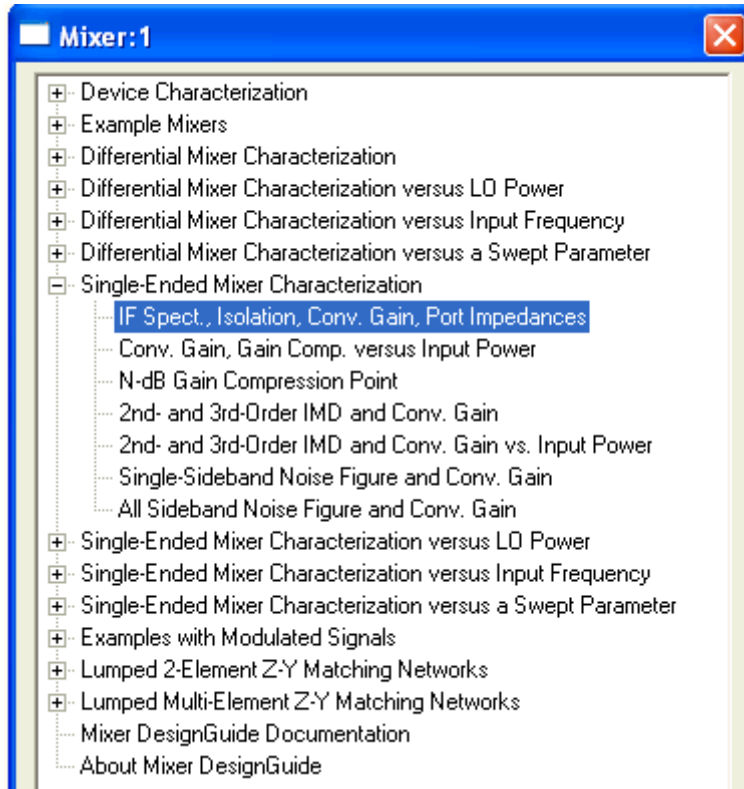 Mixer:1
Device Characterization
Example Mixers
Differential Mixer Characterization
Differential Mixer Characterization versus LO Power
Differential Mixer Characterization versus Input Frequency
Differential Mixer Characterization versus a Swept Parameter
Single-Ended Mixer Characterization
IF Spect., Isolation, Conv. Gain, Port Impedances
Conv. Gain, Gain Comp. versus Input Power
N-dB Gain Compression Point
2nd- and 3rd-Order IMD and Conv. Gain
2nd- and 3rd-Order IMD and Conv. Gain vs. Input Power
Single-Sideband Noise Figure and Conv. Gain
All Sideband Noise Figure and Conv. Gain
Single-Ended Mixer Characterization versus LO Power
Single-Ended Mixer Characterization versus Input Frequency
Single-Ended Mixer Characterization versus a Swept Parameter
Examples with Modulated Signals
Lumped 2-Element Z-Y Matching Networks
Lumped Multi-Element Z-Y Matching Networks
Mixer DesignGuide Documentation
About Mixer DesignGuide